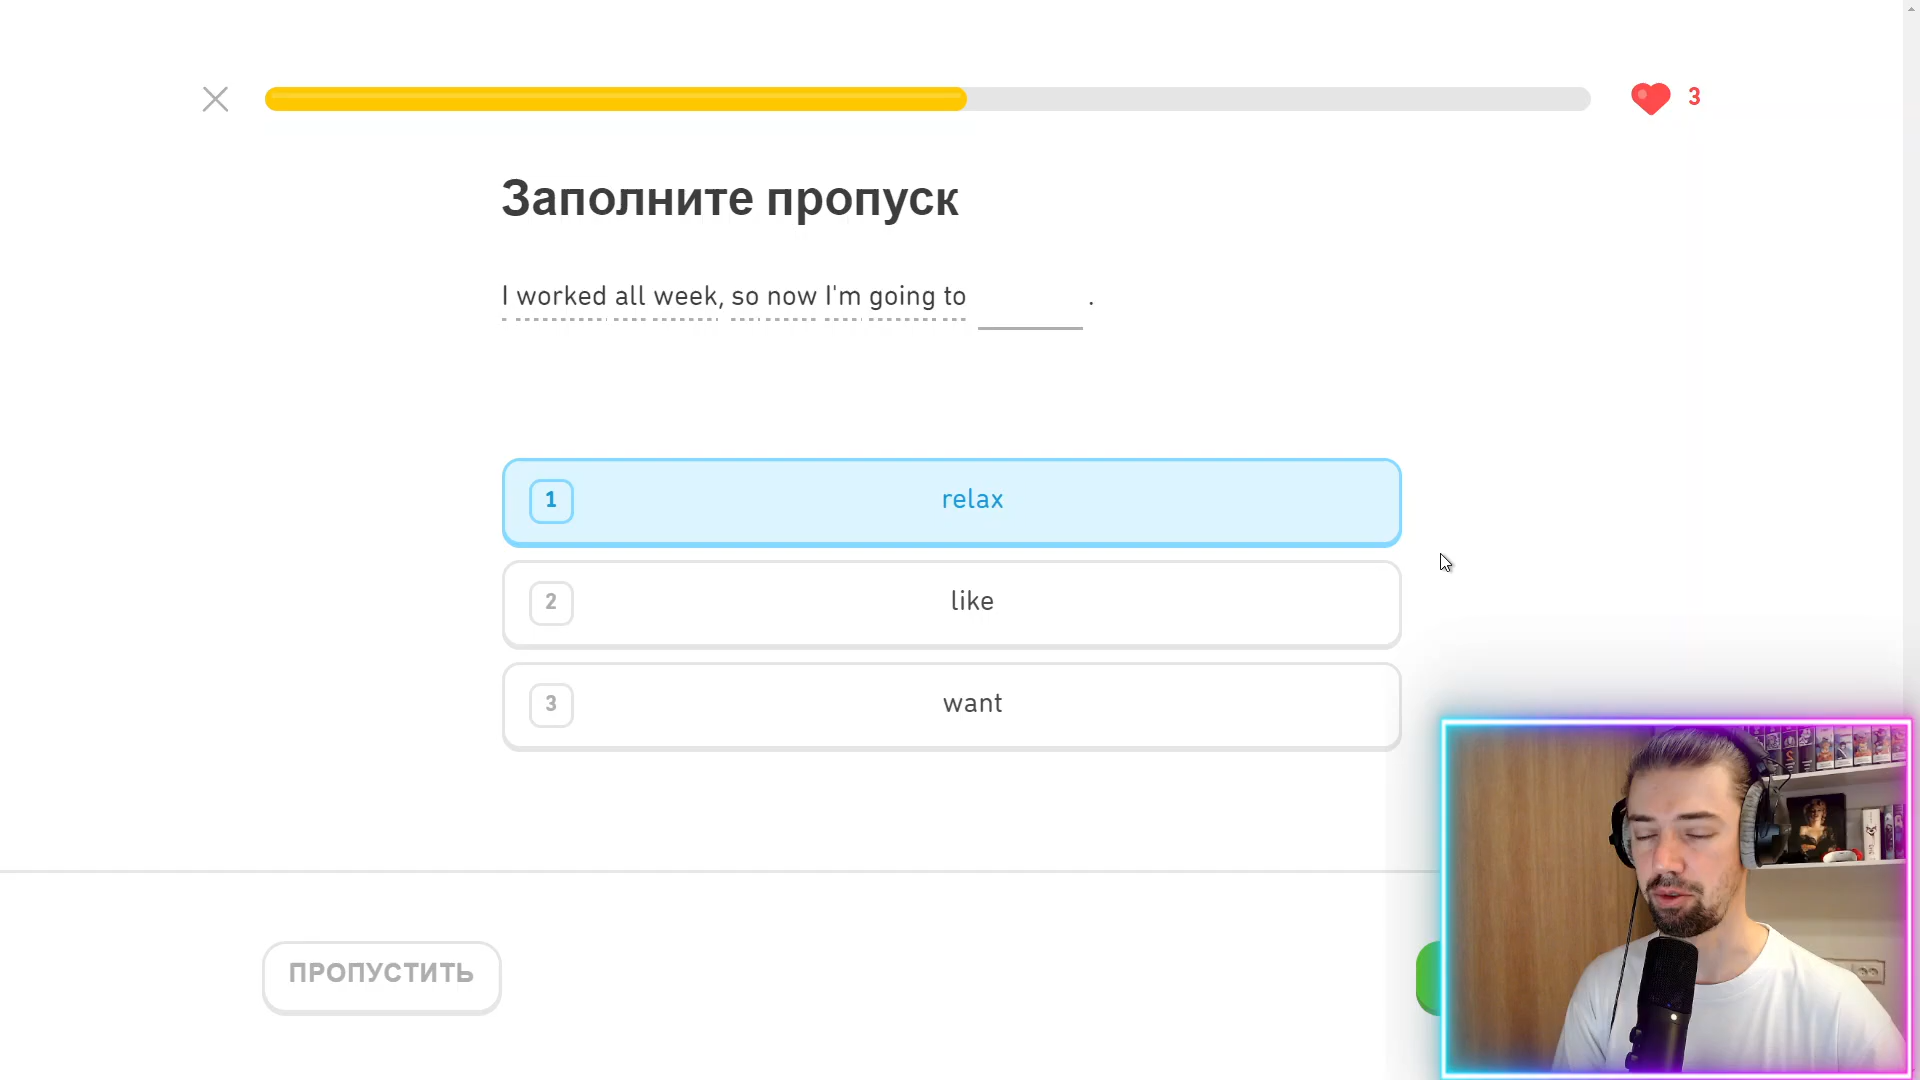 3
Заполните пропуск
I worked all week, so now I'm going to .
1 relax
2 like
3 want
ПРОПУСТИТЬ